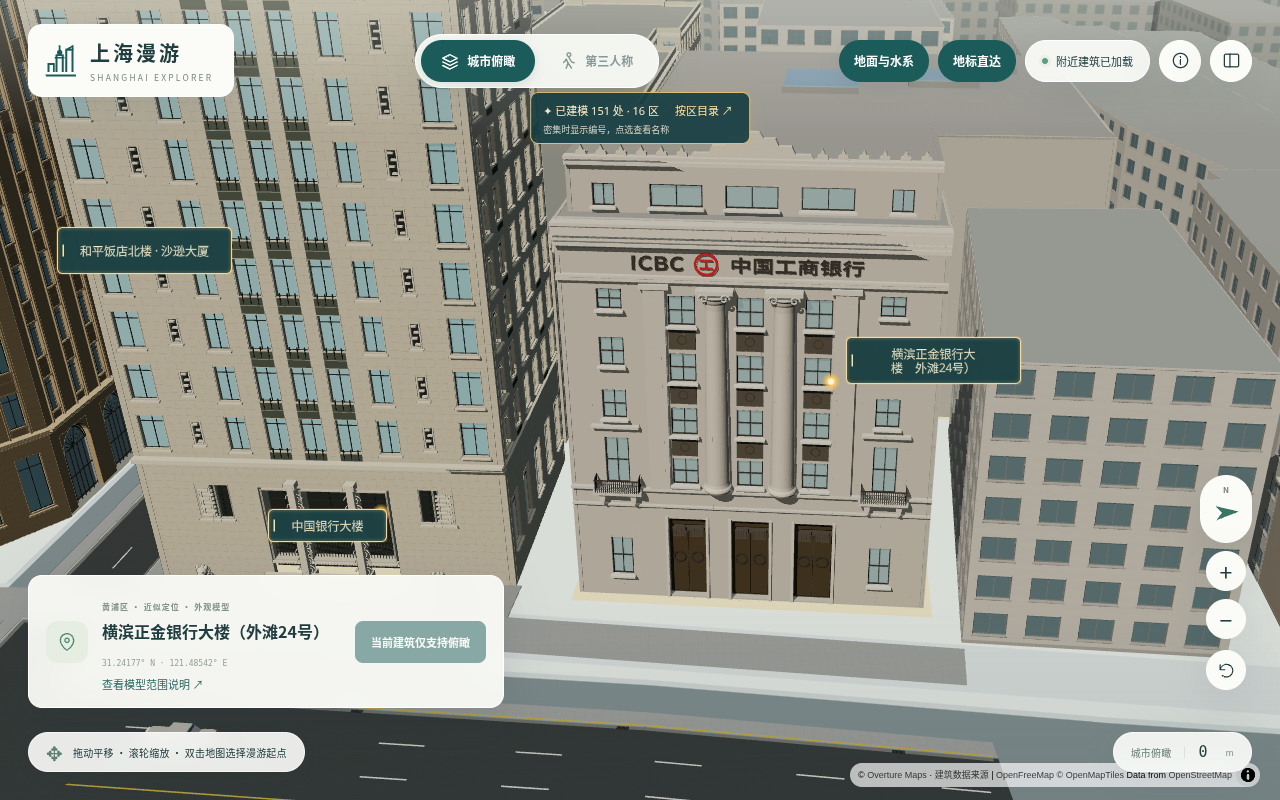 上海漫游
SHANGHAI EXPLORER
城市俯瞰
第三人称
地面与水系
地标直达
附近建筑已加载
✦ 已建模 151 处 · 16 区 按区目录 ↗
密集时显示编号，点选查看名称
和平饭店北楼 · 沙逊大厦
ICBC 中国工商银行
横滨正金银行大
楼 外滩24号）
中国银行大楼
N
黄浦区 · 近似定位 · 外观模型
横滨正金银行大楼（外滩24号）
当前建筑仅支持俯瞰
31.24177° N · 121.48542° E
查看模型范围说明 ↗
拖动平移 · 滚轮缩放 · 双击地图选择漫游起点
城市俯瞰 0 m
© Overture Maps · 建筑数据来源 | OpenFreeMap © OpenMapTiles Data from OpenStreetMap